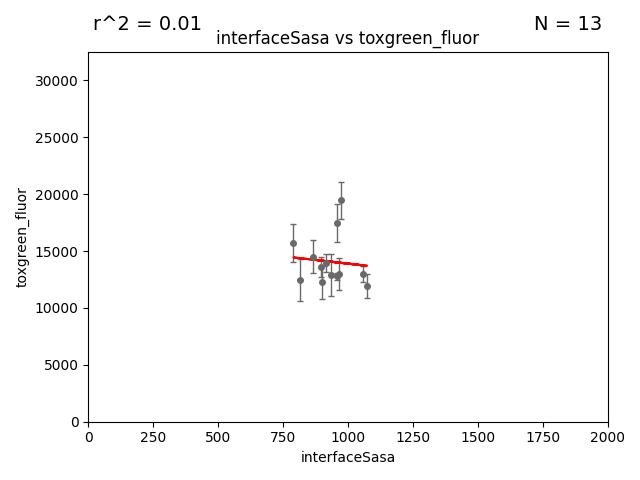 r^2 = 0.01
N = 13
interfaceSasa vs toxgreen_fluor
30000
25000
20000
15000
10000
5000
0
toxgreen_fluor
0 250 500 750 1000 1250 1500 1750 2000
interfaceSasa